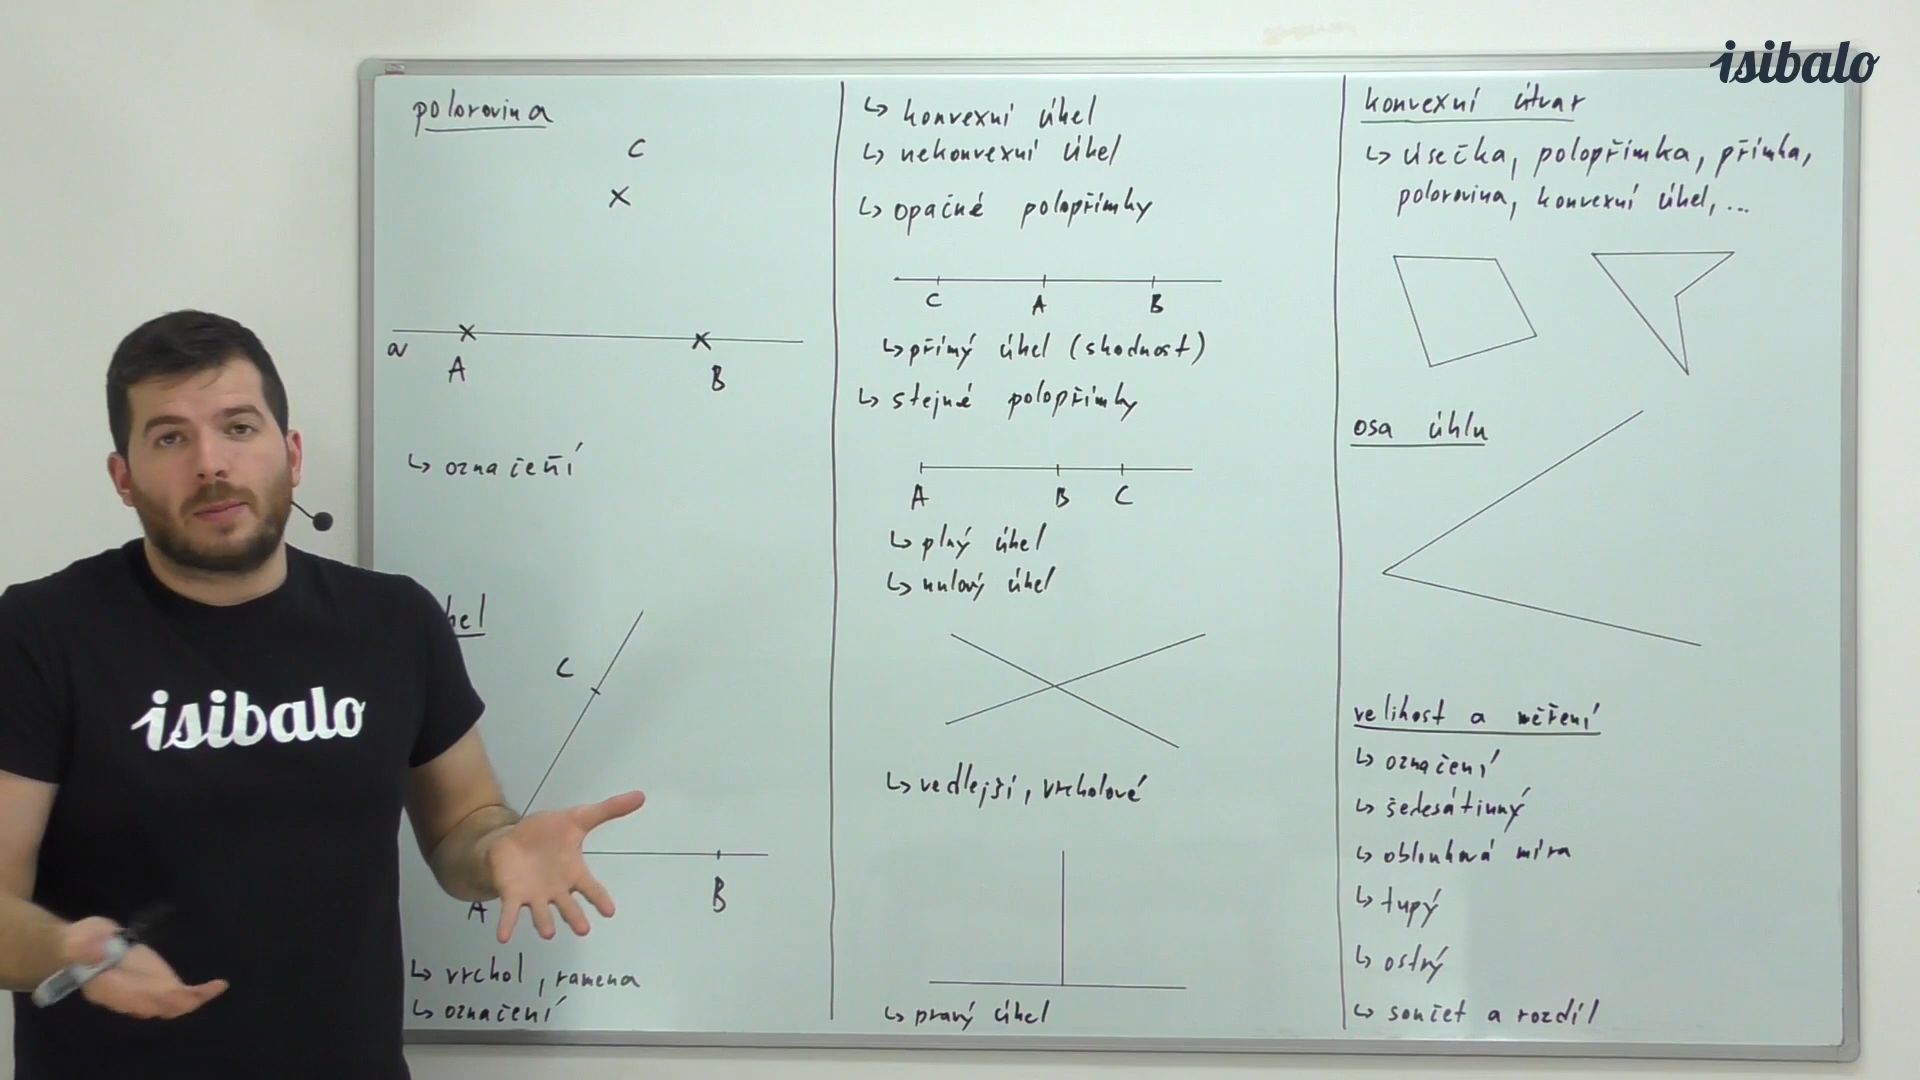 isibalo
polorovina
C
a
A
B
↳ označení
hel
C
A
B
↳ vrchol, ramena
↳ označení
↳ konvexní úhel
↳ nekonvexní úhel
↳ opačné polopřímky
C A B
↳ přímý úhel (shodnost)
↳ stejné polopřímky
A B C
↳ plný úhel
↳ nulový úhel
↳ vedlejší, vrcholové
↳ pravý úhel
konvexní útvar
↳ úsečka, polopřímka, přímka,
polorovina, konvexní úhel, ...
osa úhlu
velikost a měření
↳ označení
↳ šedesátinný
↳ oblouková míra
↳ tupý
↳ ostrý
↳ součet a rozdíl
isibalo